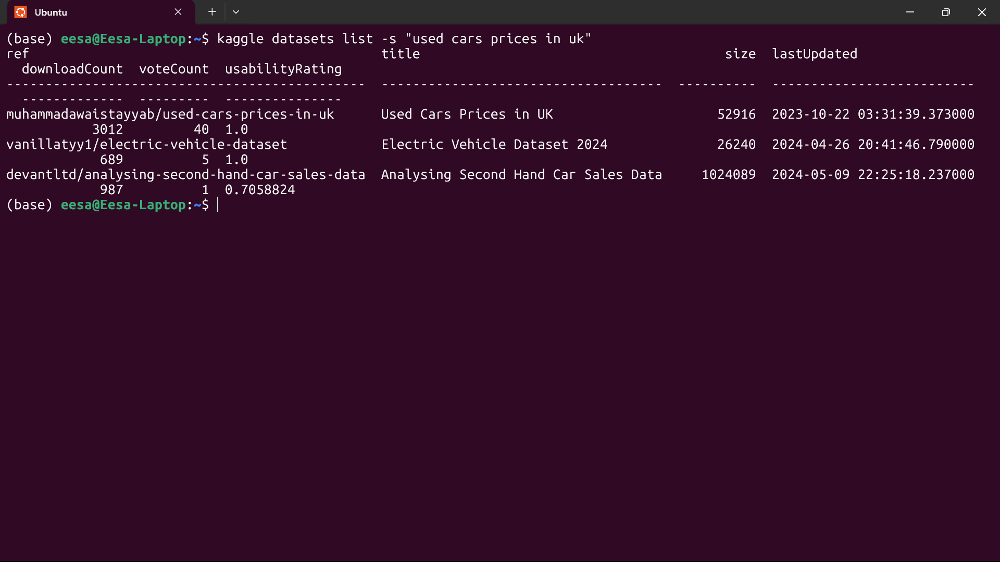 Ubuntu
(base) eesa@Eesa-Laptop:~$ kaggle datasets list -s "used cars prices in uk"
ref                                             title                                       size  lastUpdated
  downloadCount  voteCount  usabilityRating
----------------------------------------------  ------------------------------------  ----------  --------------------------
  -------------  ---------  ---------------
muhammadawaistayyab/used-cars-prices-in-uk      Used Cars Prices in UK                     52916  2023-10-22 03:31:39.373000
           3012         40  1.0
vanillatyy1/electric-vehicle-dataset            Electric Vehicle Dataset 2024              26240  2024-04-26 20:41:46.790000
            689          5  1.0
devantltd/analysing-second-hand-car-sales-data  Analysing Second Hand Car Sales Data     1024089  2024-05-09 22:25:18.237000
            987          1  0.7058824
(base) eesa@Eesa-Laptop:~$